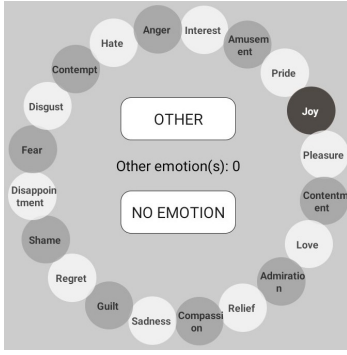 Anger
Interest
Amusem
ent
Pride
Joy
Pleasure
Contentm
ent
Love
Admiratio
n
Relief
Compassi
on
Sadness
Guilt
Regret
Shame
Disappoin
tment
Fear
Disgust
Contempt
Hate
OTHER
Other emotion(s): 0
NO EMOTION